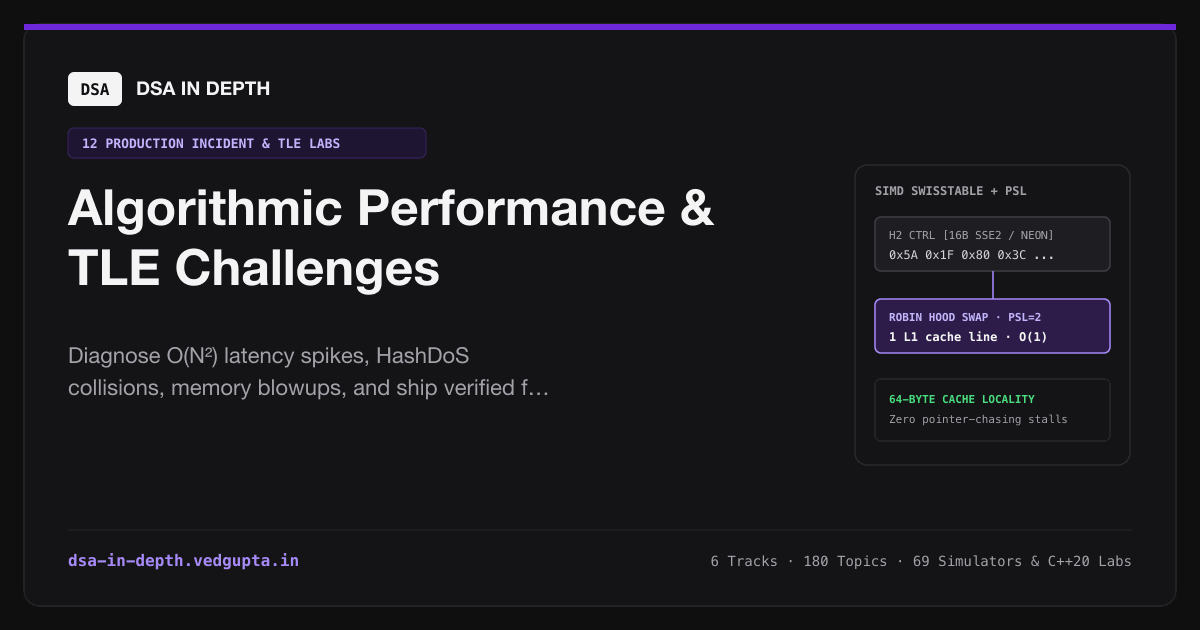 DSA DSA IN DEPTH
12 PRODUCTION INCIDENT & TLE LABS
Algorithmic Performance &
TLE Challenges
Diagnose O(N²) latency spikes, HashDoS
collisions, memory blowups, and ship verified f…
SIMD SWISSTABLE + PSL
H2 CTRL [16B SSE2 / NEON]
0x5A 0x1F 0x80 0x3C ...
ROBIN HOOD SWAP · PSL=2
1 L1 cache line · O(1)
64-BYTE CACHE LOCALITY
Zero pointer-chasing stalls
dsa-in-depth.vedgupta.in
6 Tracks · 180 Topics · 69 Simulators & C++20 Labs